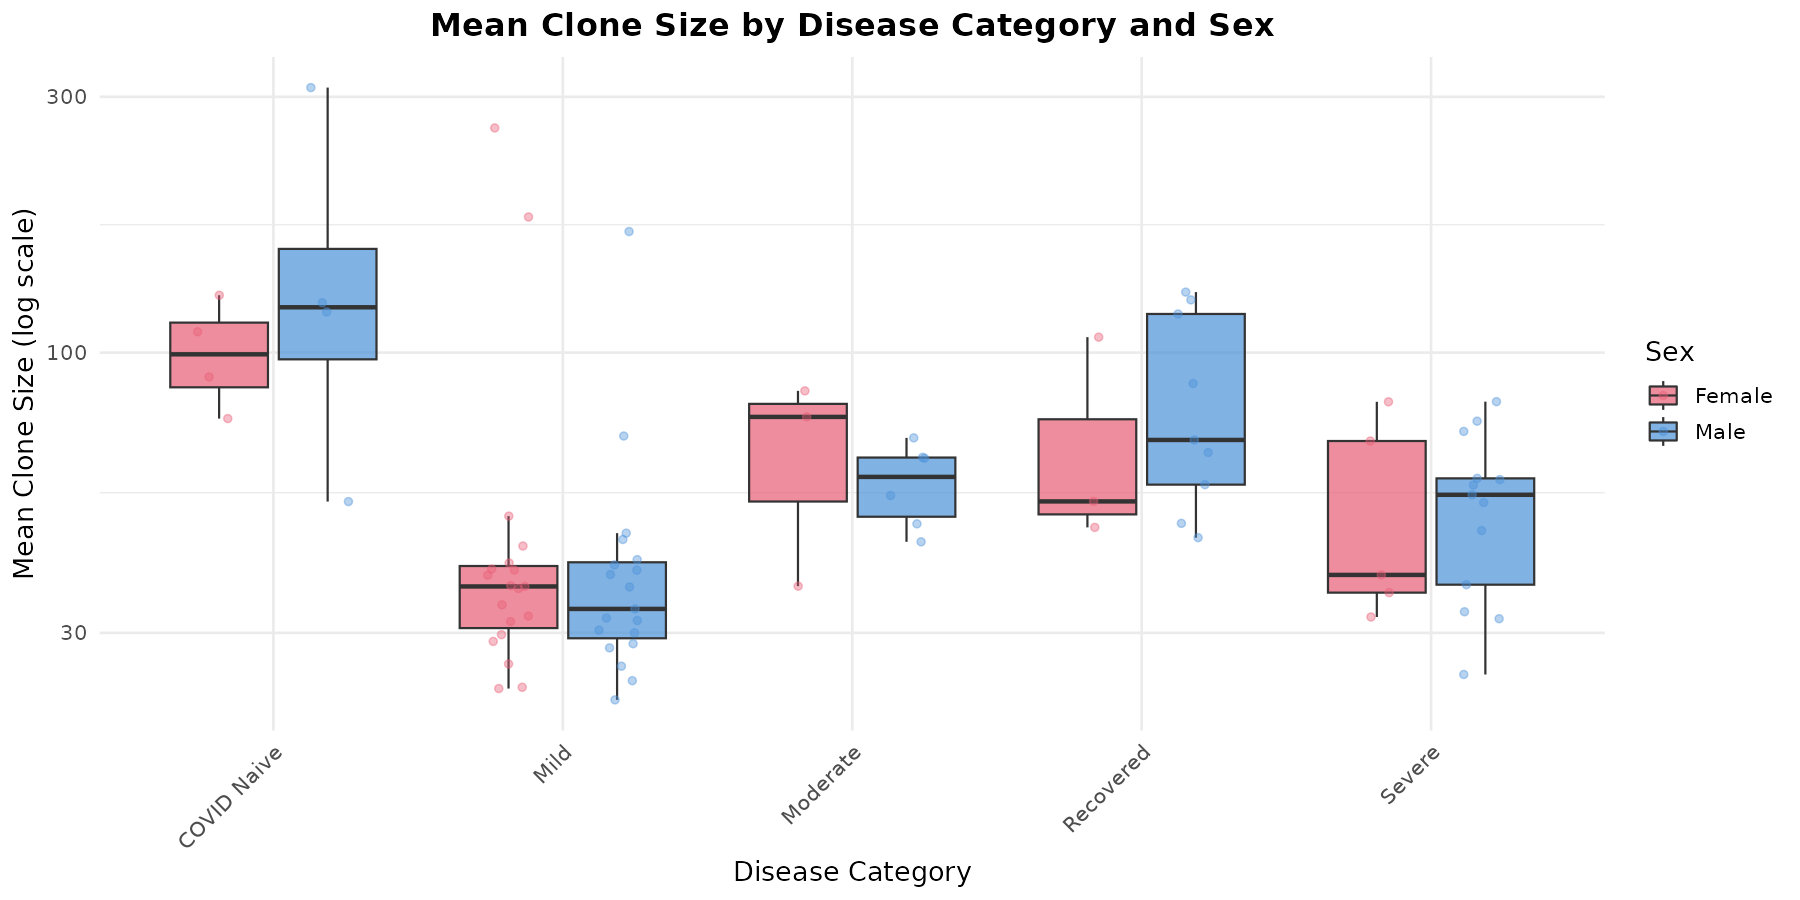 Mean Clone Size by Disease Category and Sex
Mean Clone Size (log scale)
300
100
30
COVID Naive
Mild
Moderate
Recovered
Severe
Disease Category
Sex
Female
Male